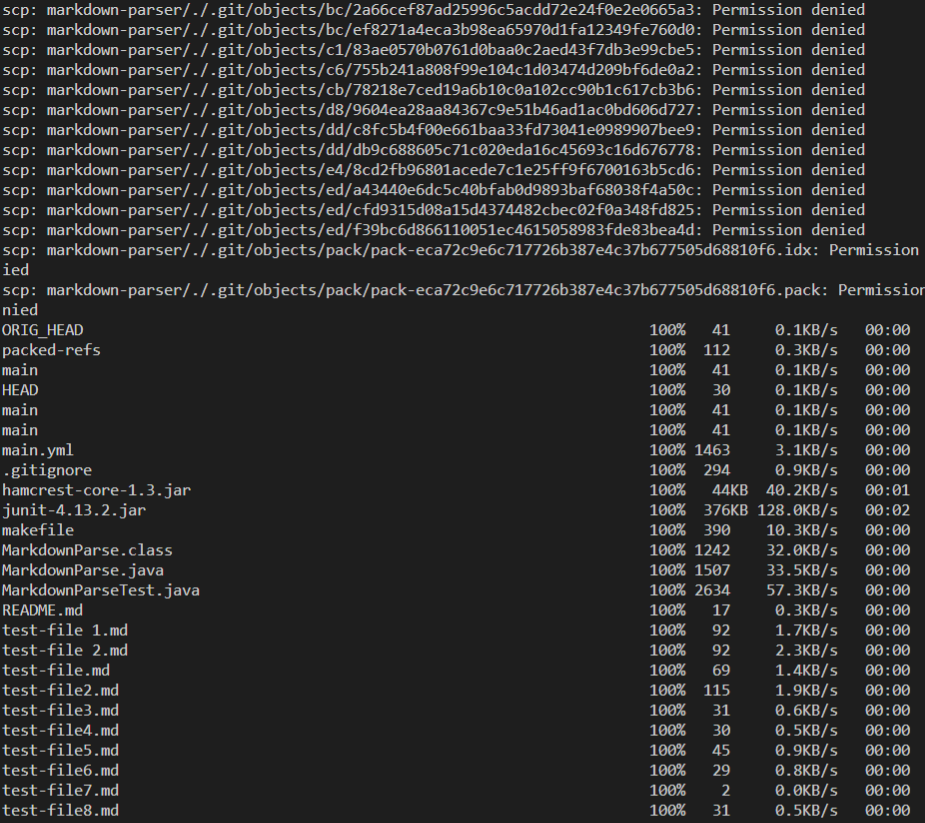 scp: markdown-parser/./.git/objects/bc/2a66cef87ad25996c5acdd72e24f0e2e0665a3: Permission denied
scp: markdown-parser/./.git/objects/bc/ef8271a4eca3b98ea65970d1fa12349fe760d0: Permission denied
scp: markdown-parser/./.git/objects/c1/83ae0570b0761d0baa0c2aed43f7db3e99cbe5: Permission denied
scp: markdown-parser/./.git/objects/c6/755b241a808f99e104c1d03474d209bf6de0a2: Permission denied
scp: markdown-parser/./.git/objects/cb/78218e7ced19a6b10c0a102cc90b1c617cb3b6: Permission denied
scp: markdown-parser/./.git/objects/d8/9604ea28aa84367c9e51b46ad1ac0bd606d727: Permission denied
scp: markdown-parser/./.git/objects/dd/c8fc5b4f00e661baa33fd73041e0989907bee9: Permission denied
scp: markdown-parser/./.git/objects/dd/db9c688605c71c020eda16c45693c16d676778: Permission denied
scp: markdown-parser/./.git/objects/e4/8cd2fb96801acede7c1e25ff9f6700163b5cd6: Permission denied
scp: markdown-parser/./.git/objects/ed/a43440e6dc5c40bfab0d9893baf68038f4a50c: Permission denied
scp: markdown-parser/./.git/objects/ed/cfd9315d08a15d4374482cbec02f0a348fd825: Permission denied
scp: markdown-parser/./.git/objects/ed/f39bc6d866110051ec4615058983fde83bea4d: Permission denied
scp: markdown-parser/./.git/objects/pack/pack-eca72c9e6c717726b387e4c37b677505d68810f6.idx: Permission
ied
scp: markdown-parser/./.git/objects/pack/pack-eca72c9e6c717726b387e4c37b677505d68810f6.pack: Permission
nied
ORIG_HEAD 100% 41 0.1KB/s 00:00
packed-refs 100% 112 0.3KB/s 00:00
main 100% 41 0.1KB/s 00:00
HEAD 100% 30 0.1KB/s 00:00
main 100% 41 0.1KB/s 00:00
main 100% 41 0.1KB/s 00:00
main.yml 100% 1463 3.1KB/s 00:00
.gitignore 100% 294 0.9KB/s 00:00
hamcrest-core-1.3.jar 100% 44KB 40.2KB/s 00:01
junit-4.13.2.jar 100% 376KB 128.0KB/s 00:02
makefile 100% 390 10.3KB/s 00:00
MarkdownParse.class 100% 1242 32.0KB/s 00:00
MarkdownParse.java 100% 1507 33.5KB/s 00:00
MarkdownParseTest.java 100% 2634 57.3KB/s 00:00
README.md 100% 17 0.3KB/s 00:00
test-file 1.md 100% 92 1.7KB/s 00:00
test-file 2.md 100% 92 2.3KB/s 00:00
test-file.md 100% 69 1.4KB/s 00:00
test-file2.md 100% 115 1.9KB/s 00:00
test-file3.md 100% 31 0.6KB/s 00:00
test-file4.md 100% 30 0.5KB/s 00:00
test-file5.md 100% 45 0.9KB/s 00:00
test-file6.md 100% 29 0.8KB/s 00:00
test-file7.md 100% 2 0.0KB/s 00:00
test-file8.md 100% 31 0.5KB/s 00:00